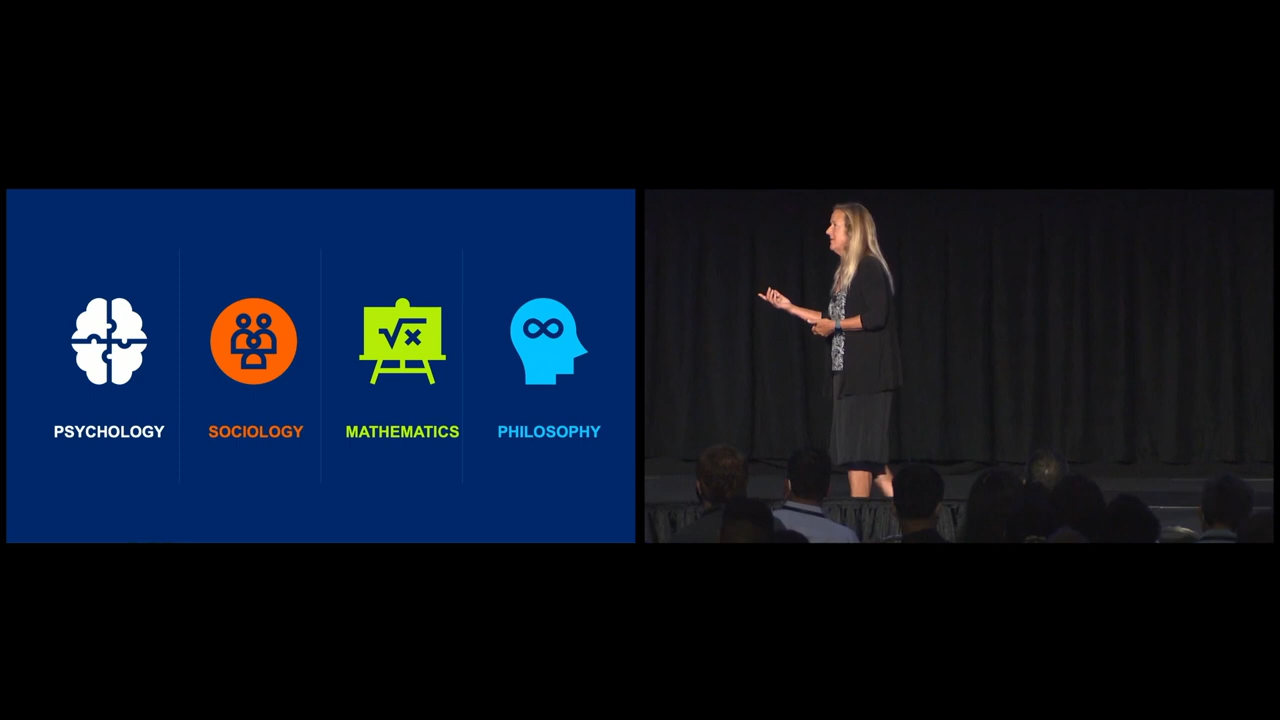 PSYCHOLOGY
SOCIOLOGY
MATHEMATICS
PHILOSOPHY
√x
∞